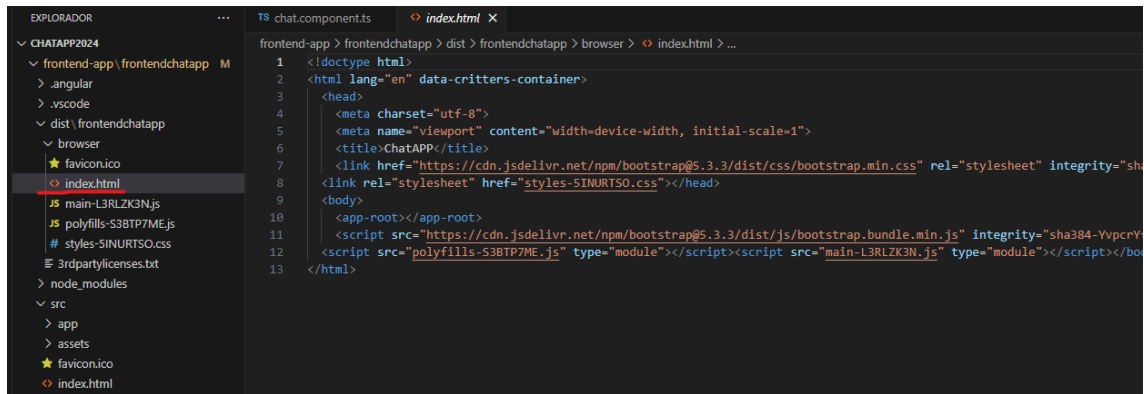 EXPLORADOR ···
CHATAPP2024
frontend-app\frontendchatapp M
.angular
.vscode
dist\frontendchatapp
browser
favicon.ico
index.html
JS main-L3RLZK3N.js
JS polyfills-S3BTP7ME.js
# styles-5INURTSO.css
3rdpartylicenses.txt
node_modules
src
app
assets
favicon.ico
index.html
TS chat.component.ts <> index.html ×
frontend-app > frontendchatapp > dist > frontendchatapp > browser > <> index.html > ...
1 <!doctype html>
2 <html lang="en" data-critters-container>
3 <head>
4 <meta charset="utf-8">
5 <meta name="viewport" content="width=device-width, initial-scale=1">
6 <title>ChatAPP</title>
7 <link href="https://cdn.jsdelivr.net/npm/bootstrap@5.3.3/dist/css/bootstrap.min.css" rel="stylesheet" integrity="sha
8 <link rel="stylesheet" href="styles-5INURTSO.css"></head>
9 <body>
10 <app-root></app-root>
11 <script src="https://cdn.jsdelivr.net/npm/bootstrap@5.3.3/dist/js/bootstrap.bundle.min.js" integrity="sha384-YvpcrY
12 <script src="polyfills-S3BTP7ME.js" type="module"></script><script src="main-L3RLZK3N.js" type="module"></script></bo
13 </html>